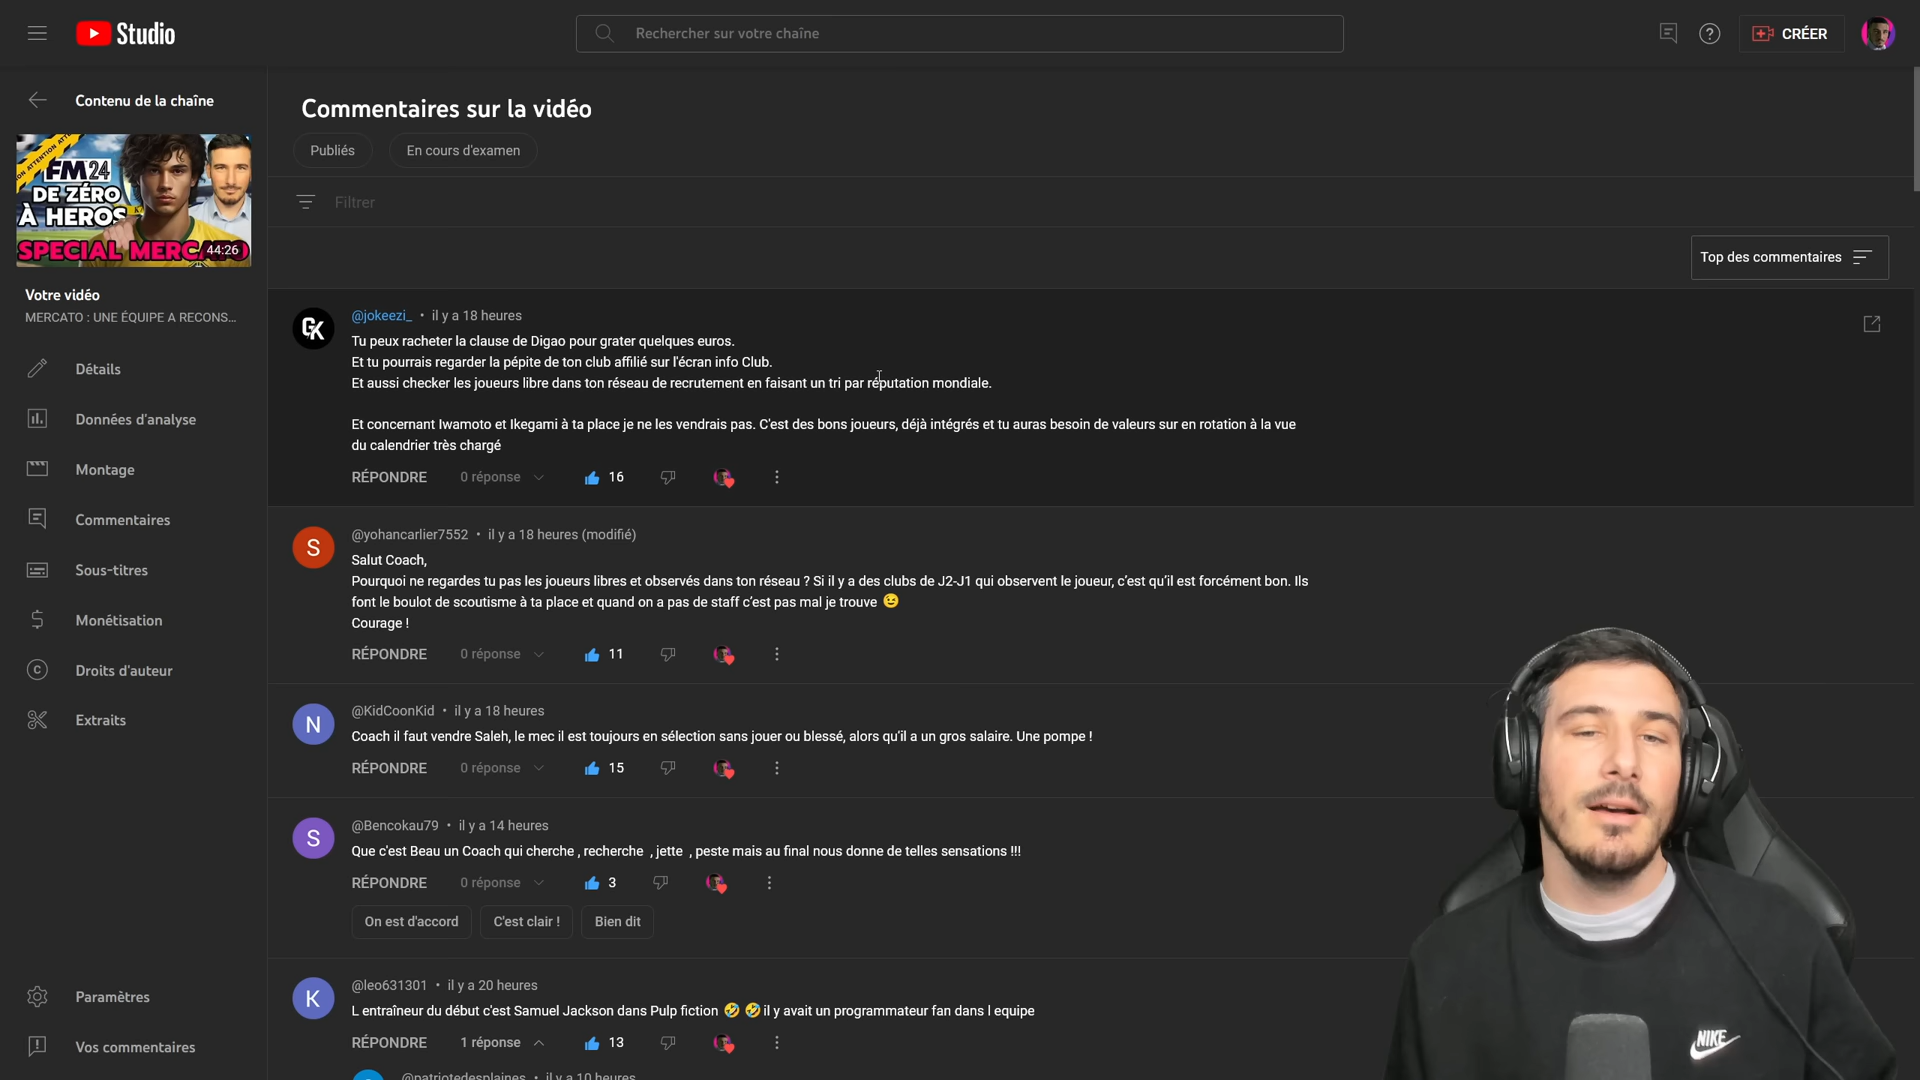 Studio
Rechercher sur votre chaîne
CRÉER
Contenu de la chaîne
FM24
DE ZÉRO
À HEROS
SPECIAL MERCATO
44:26
Votre vidéo
MERCATO : UNE ÉQUIPE A RECONS...
Détails
Données d'analyse
Montage
Commentaires
Sous-titres
Monétisation
Droits d'auteur
Extraits
Paramètres
Vos commentaires
Commentaires sur la vidéo
Publiés
En cours d'examen
Filtrer
Top des commentaires
GK
@jokeezi_ • il y a 18 heures
Tu peux racheter la clause de Digao pour grater quelques euros.
Et tu pourrais regarder la pépite de ton club affilié sur l'écran info Club.
Et aussi checker les joueurs libre dans ton réseau de recrutement en faisant un tri par réputation mondiale.
Et concernant Iwamoto et Ikegami à ta place je ne les vendrais pas. C'est des bons joueurs, déjà intégrés et tu auras besoin de valeurs sur en rotation à la vue
du calendrier très chargé
RÉPONDRE 0 réponse 16
S
@yohancarlier7552 • il y a 18 heures (modifié)
Salut Coach,
Pourquoi ne regardes tu pas les joueurs libres et observés dans ton réseau ? Si il y a des clubs de J2-J1 qui observent le joueur, c’est qu’il est forcément bon. Ils
font le boulot de scoutisme à ta place et quand on a pas de staff c’est pas mal je trouve 😉
Courage !
RÉPONDRE 0 réponse 11
N
@KidCoonKid • il y a 18 heures
Coach il faut vendre Saleh, le mec il est toujours en sélection sans jouer ou blessé, alors qu'il a un gros salaire. Une pompe !
RÉPONDRE 0 réponse 15
S
@Bencokau79 • il y a 14 heures
Que c'est Beau un Coach qui cherche , recherche , jette , peste mais au final nous donne de telles sensations !!!
RÉPONDRE 0 réponse 3
On est d'accord C'est clair ! Bien dit
K
@leo631301 • il y a 20 heures
L entraîneur du début c'est Samuel Jackson dans Pulp fiction 🤣 🤣 il y avait un programmateur fan dans l equipe
RÉPONDRE 1 réponse 13
@patriotedesplaines • il y a 10 heures
NIKE